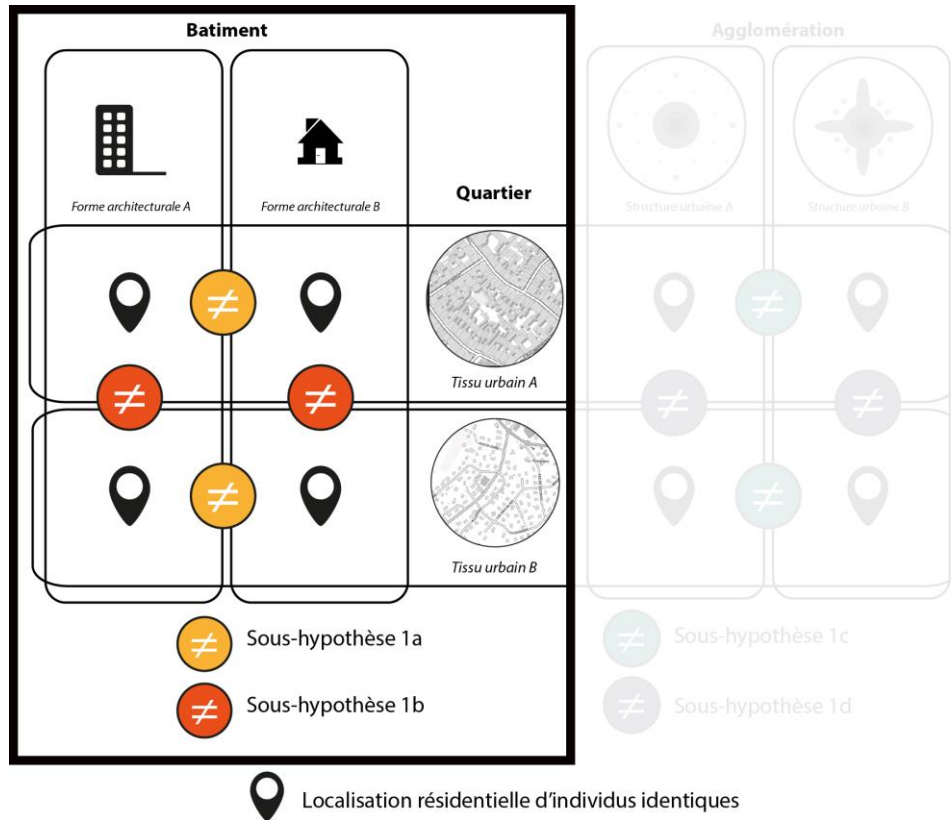 Batiment
Agglomération
Forme architecturale A
Forme architecturale B
Quartier
Structure urbaine A
Structure urbaine B
≠
≠
≠
Tissu urbain A
≠
≠
≠
≠
≠
≠
≠
Tissu urbain B
≠ Sous-hypothèse 1a
≠ Sous-hypothèse 1c
≠ Sous-hypothèse 1b
≠ Sous-hypothèse 1d
Localisation résidentielle d’individus identiques